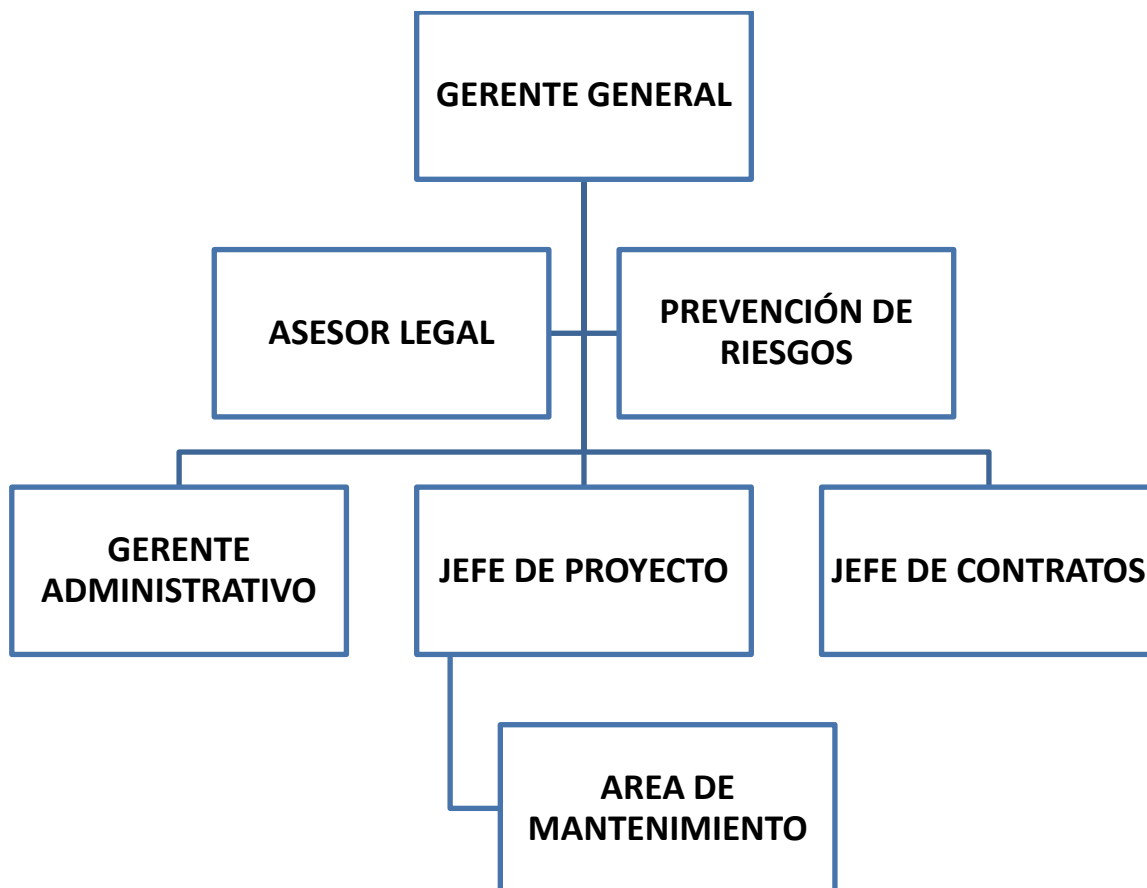 GERENTE GENERAL
ASESOR LEGAL
PREVENCIÓN DE
RIESGOS
GERENTE
ADMINISTRATIVO
JEFE DE PROYECTO
JEFE DE CONTRATOS
AREA DE
MANTENIMIENTO